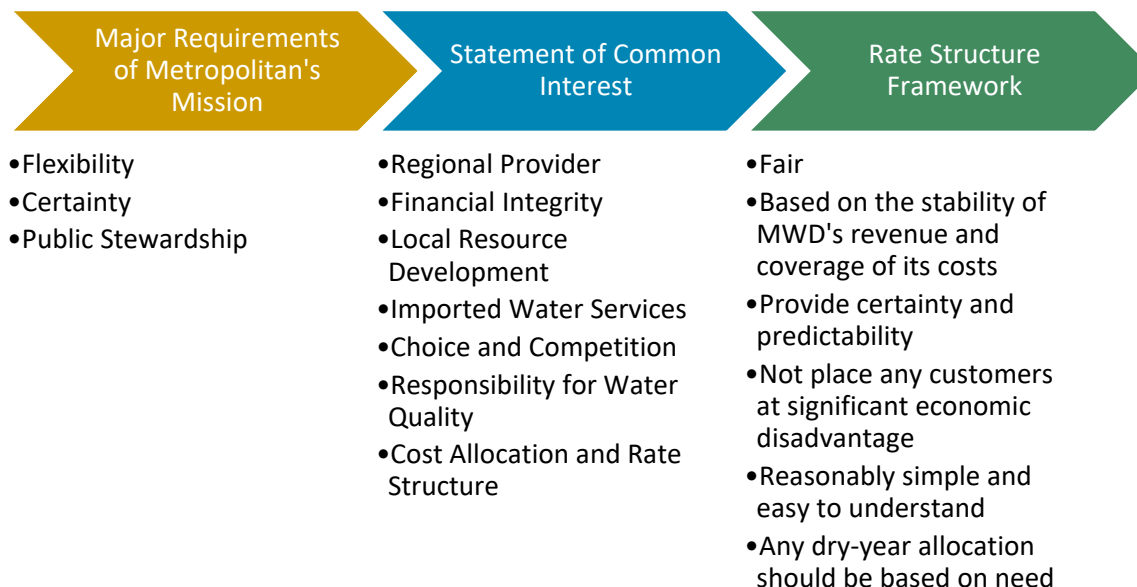 Major Requirements
of Metropolitan's
Mission
•Flexibility
•Certainty
•Public Stewardship
Statement of Common
Interest
•Regional Provider
•Financial Integrity
•Local Resource
Development
•Imported Water Services
•Choice and Competition
•Responsibility for Water
Quality
•Cost Allocation and Rate
Structure
Rate Structure
Framework
•Fair
•Based on the stability of
MWD's revenue and
coverage of its costs
•Provide certainty and
predictability
•Not place any customers
at significant economic
disadvantage
•Reasonably simple and
easy to understand
•Any dry-year allocation
should be based on need